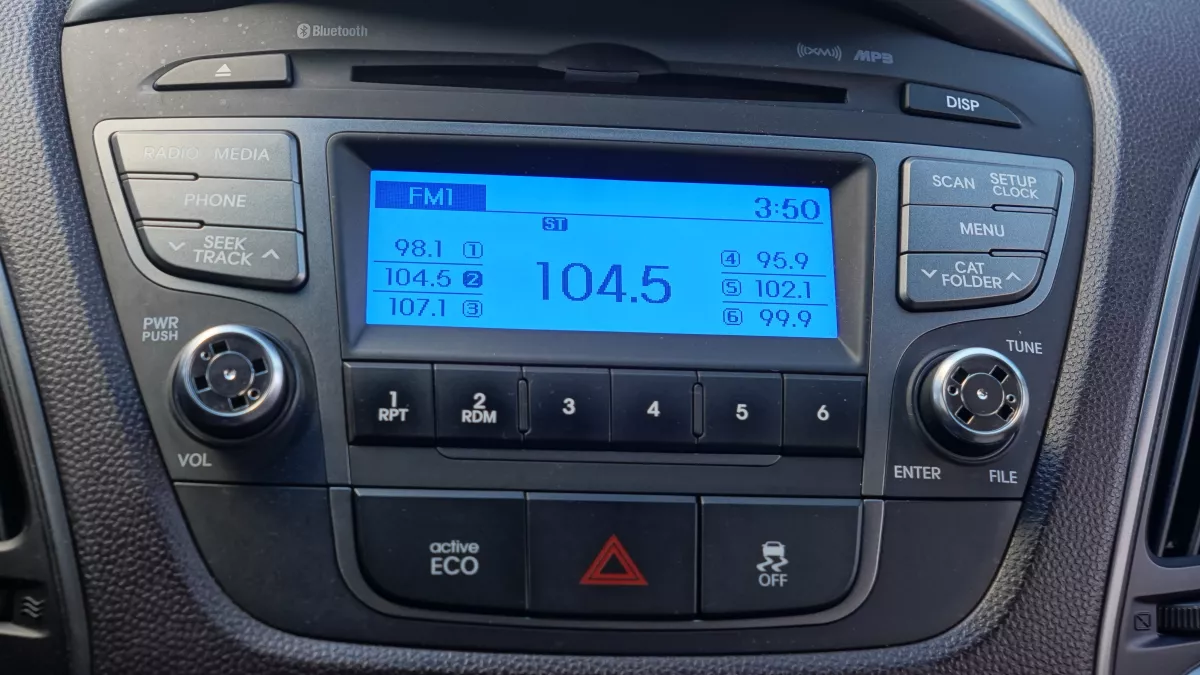 Bluetooth
((XM)) MP3
DISP
RADIO MEDIA
PHONE
SEEK
TRACK
PWR
PUSH
VOL
FM1
3:50
ST
98.1 1
104.5 2
107.1 3
104.5
4 95.9
5 102.1
6 99.9
SCAN
SETUP
CLOCK
MENU
CAT
FOLDER
TUNE
ENTER
FILE
1
RPT
2
RDM
3
4
5
6
active
ECO
OFF